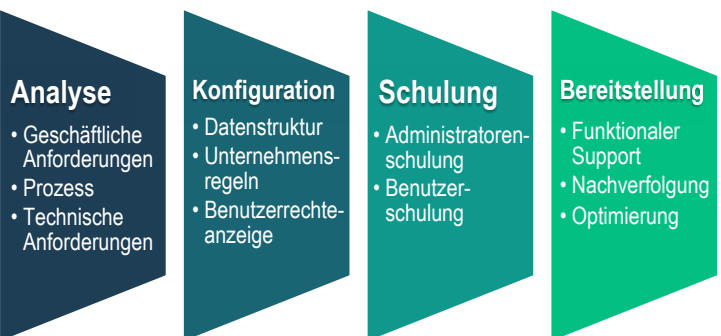 Analyse
• Geschäftliche
Anforderungen
• Prozess
• Technische
Anforderungen
Konfiguration
• Datenstruktur
• Unternehmens-
regeln
• Benutzerrechte-
anzeige
Schulung
• Administratoren-
schulung
• Benutzer-
schulung
Bereitstellung
• Funktionaler
Support
• Nachverfolgung
• Optimierung